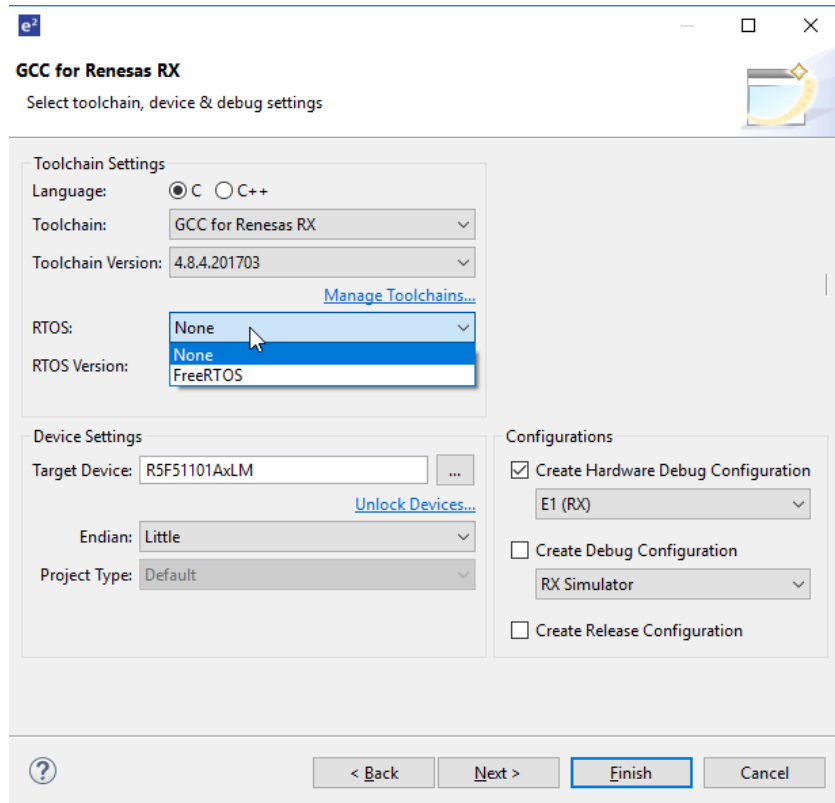 e²
GCC for Renesas RX
Select toolchain, device & debug settings
Toolchain Settings
Language: C C++
Toolchain: GCC for Renesas RX
Toolchain Version: 4.8.4.201703
Manage Toolchains...
RTOS: None
None
FreeRTOS
RTOS Version:
Device Settings
Target Device: R5F51101AxLM ...
Unlock Devices...
Endian: Little
Project Type: Default
Configurations
Create Hardware Debug Configuration
E1 (RX)
Create Debug Configuration
RX Simulator
Create Release Configuration
? < Back Next > Finish Cancel